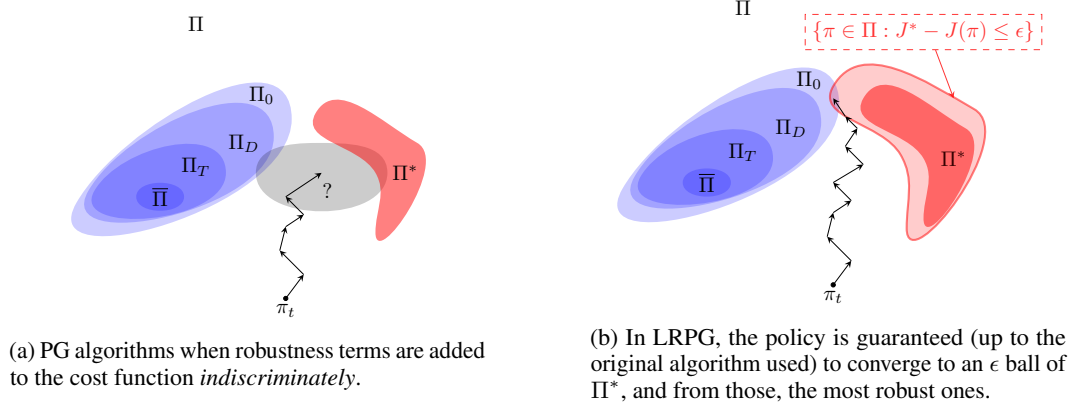 Π
Π₀
Π_D
Π_T
Π̅
Π*
?
π_t
(a) PG algorithms when robustness terms are added
to the cost function indiscriminately.
Π
{π ∈ Π : J* − J(π) ≤ ϵ}
Π₀
Π_D
Π_T
Π̅
Π*
π_t
(b) In LRPG, the policy is guaranteed (up to the
original algorithm used) to converge to an ϵ ball of
Π*, and from those, the most robust ones.